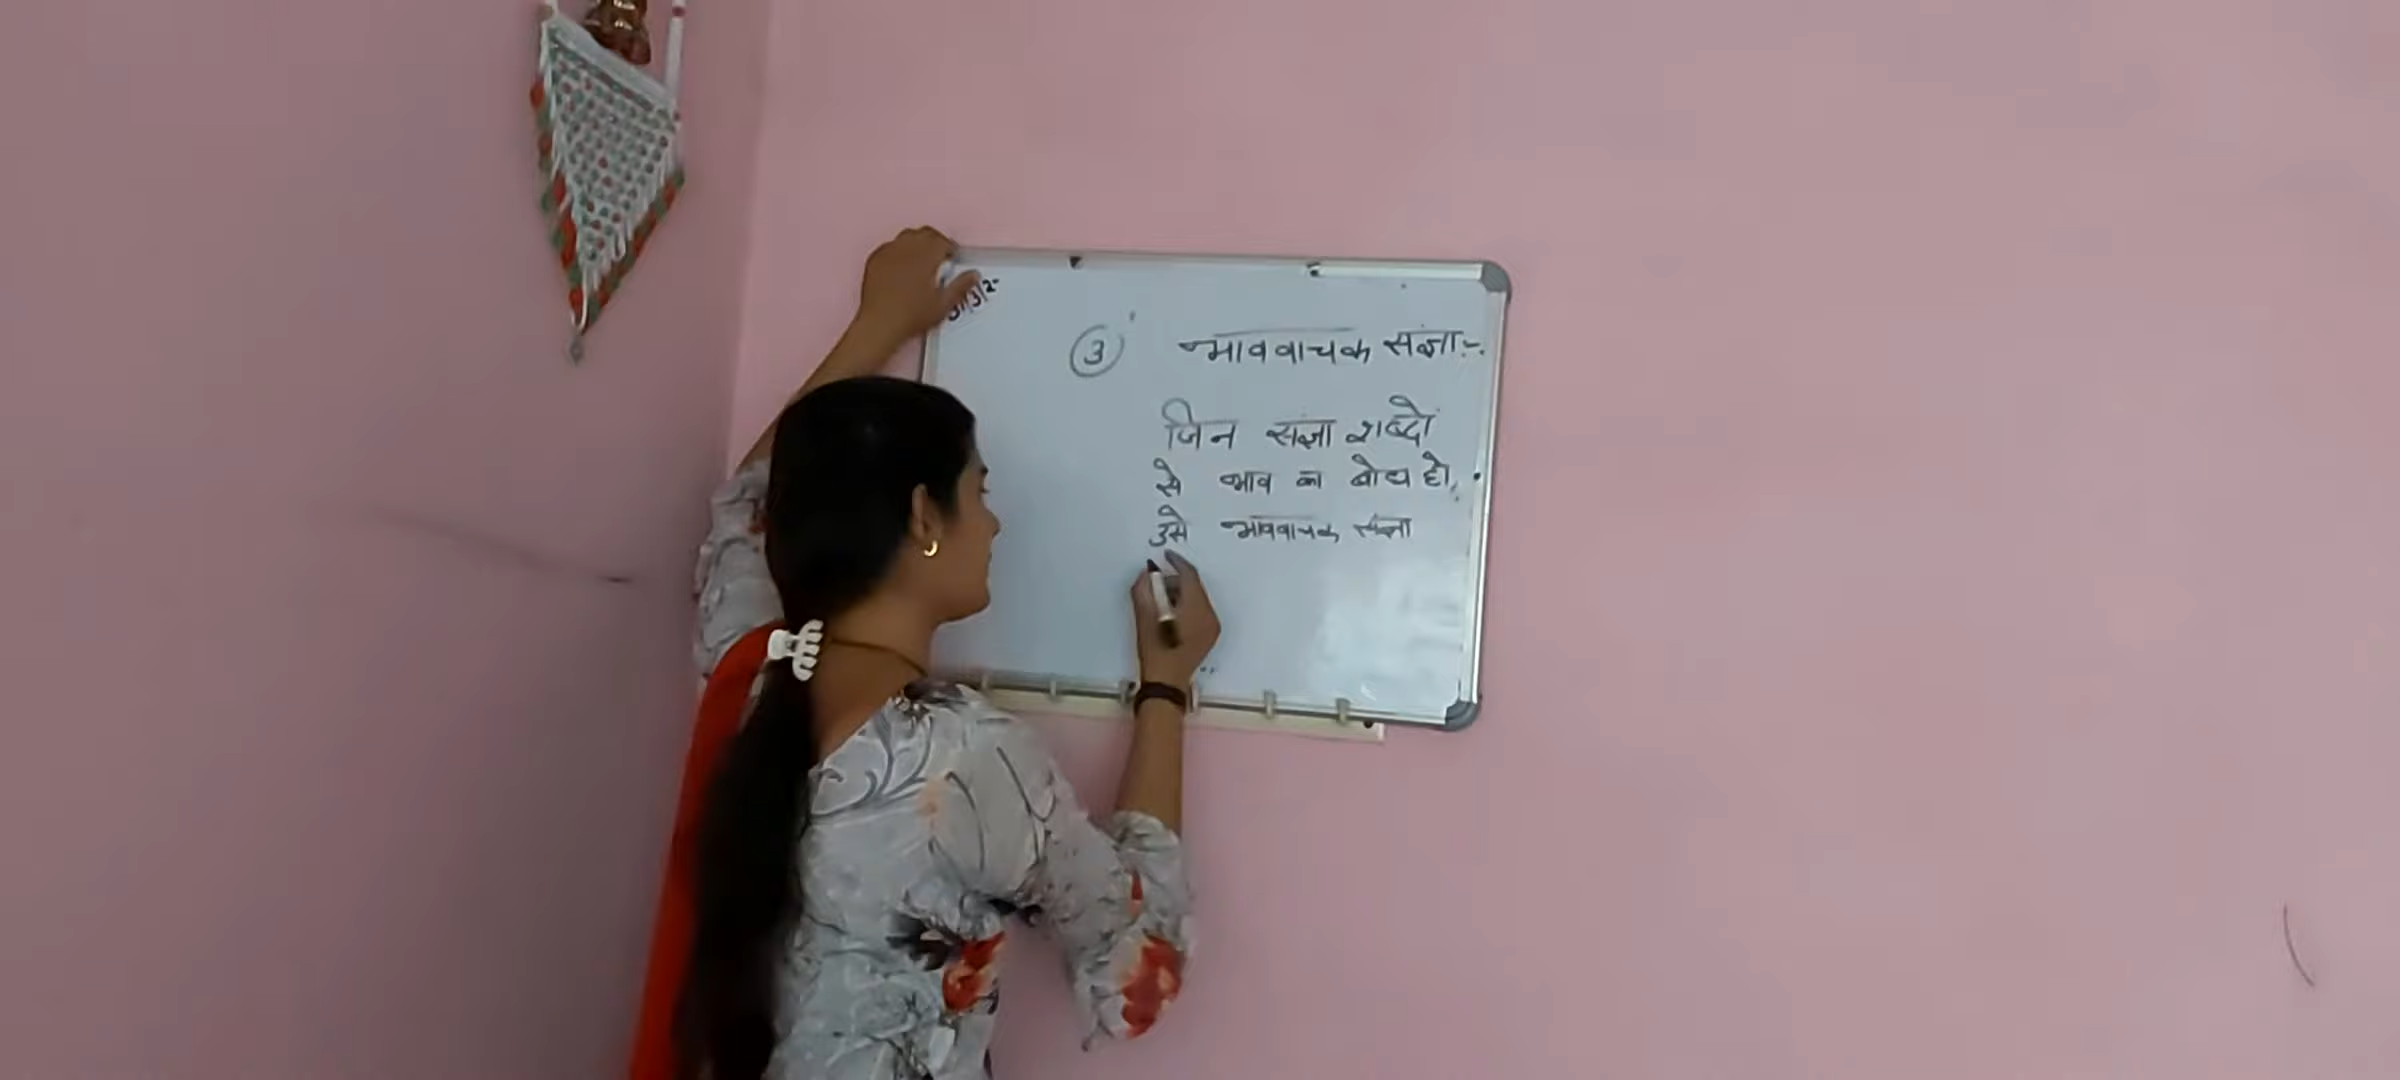 ③ भाववाचक संज्ञा:-
जिन संज्ञा शब्दो
से भाव का बोध हो,
उसे भाववाचक संज्ञा